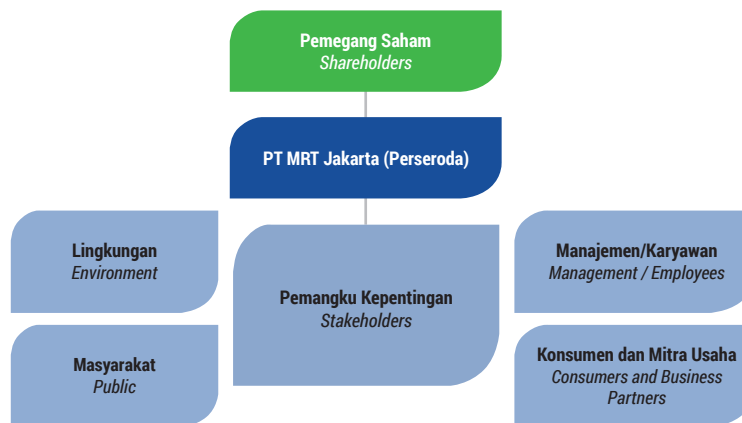 Pemegang Saham
Shareholders
PT MRT Jakarta (Perseroda)
Lingkungan
Environment
Masyarakat
Public
Pemangku Kepentingan
Stakeholders
Manajemen/Karyawan
Management / Employees
Konsumen dan Mitra Usaha
Consumers and Business
Partners